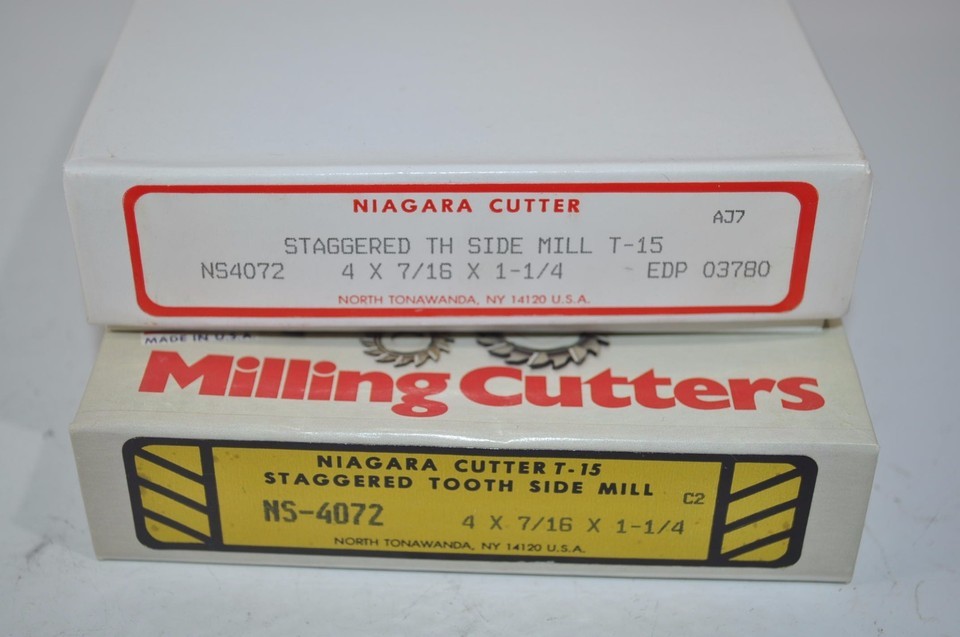 NIAGARA CUTTER
AJ7
STAGGERED TH SIDE MILL T-15
NS4072 4 X 7/16 X 1-1/4 EDP 03780
NORTH TONAWANDA, NY 14120 U.S.A.
MADE IN U.S.A.
Milling Cutters
NIAGARA CUTTER T-15
STAGGERED TOOTH SIDE MILL
C2
NS-4072 4 X 7/16 X 1-1/4
NORTH TONAWANDA, NY 14120 U.S.A.